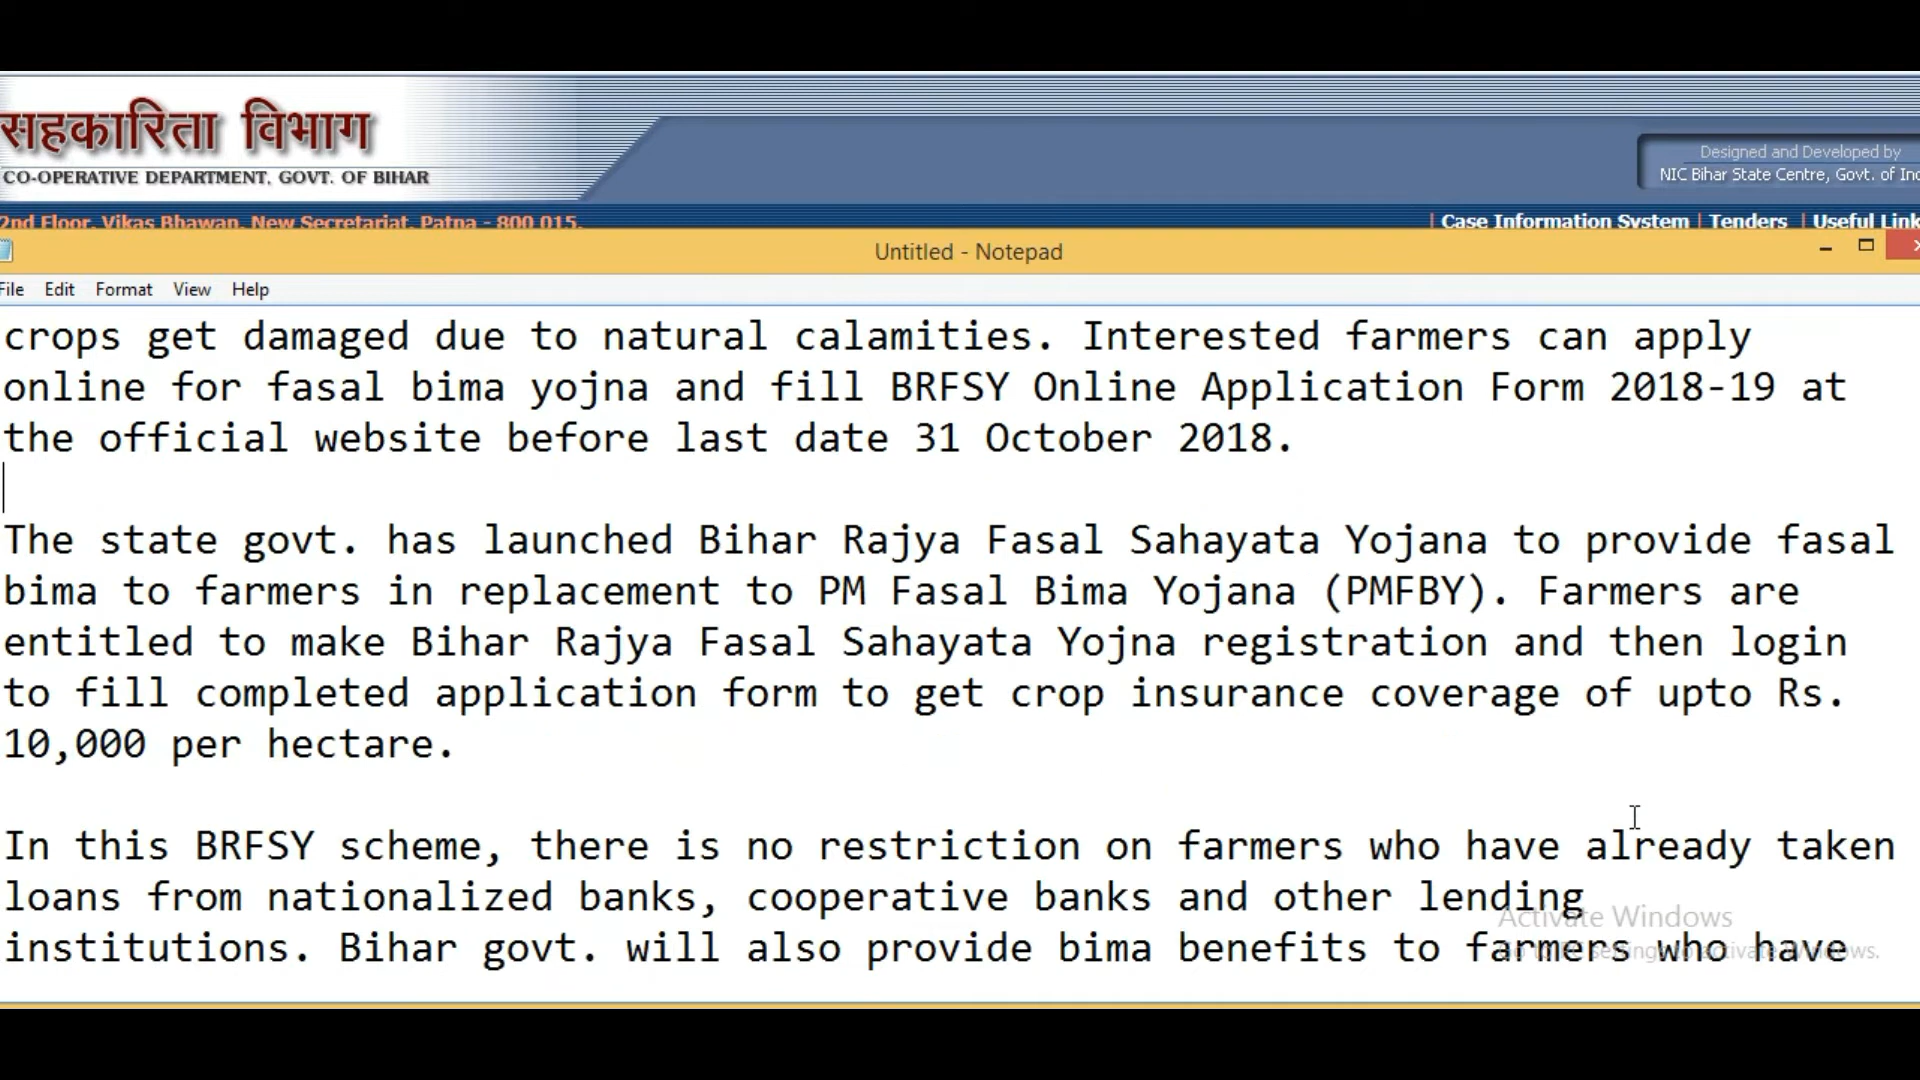 सहकारिता विभाग
CO-OPERATIVE DEPARTMENT, GOVT. OF BIHAR
Designed and Developed by
NIC Bihar State Centre, Govt. of
2nd Floor, Vikas Bhawan, New Secretariat, Patna - 800 015.
| Case Information System | Tenders | Useful Link
Untitled - Notepad
File Edit Format View Help
crops get damaged due to natural calamities. Interested farmers can apply
online for fasal bima yojna and fill BRFSY Online Application Form 2018-19 at
the official website before last date 31 October 2018.
The state govt. has launched Bihar Rajya Fasal Sahayata Yojana to provide fasal
bima to farmers in replacement to PM Fasal Bima Yojana (PMFBY). Farmers are
entitled to make Bihar Rajya Fasal Sahayata Yojna registration and then login
to fill completed application form to get crop insurance coverage of upto Rs.
10,000 per hectare.
In this BRFSY scheme, there is no restriction on farmers who have already taken
loans from nationalized banks, cooperative banks and other lending
institutions. Bihar govt. will also provide bima benefits to farmers who have
Activate Windows
Go to PC settings to activate Windows.